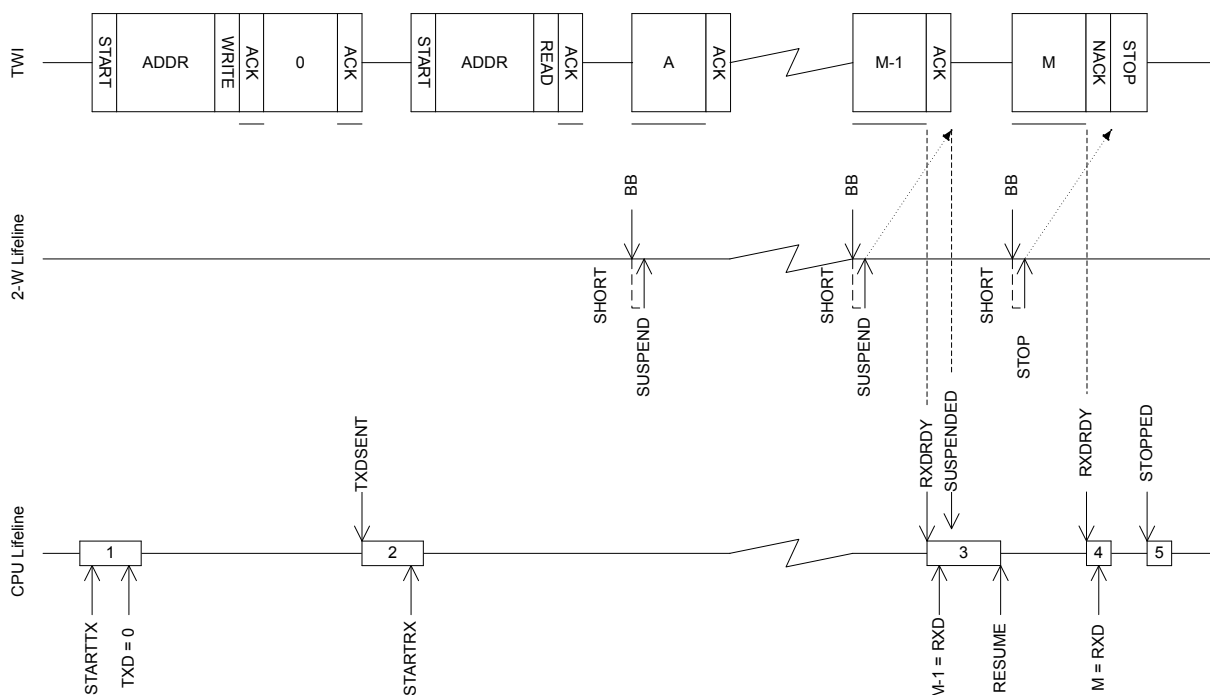 TWI
START
ADDR
WRITE
ACK
0
ACK
START
ADDR
READ
ACK
A
ACK
M-1
ACK
M
NACK
STOP
2-W Lifeline
BB
SHORT
SUSPEND
BB
SHORT
SUSPEND
BB
SHORT
STOP
CPU Lifeline
TXDSENT
RXDRDY
SUSPENDED
RXDRDY
STOPPED
1
2
3
4
5
STARTTX
TXD = 0
STARTRX
M-1 = RXD
RESUME
M = RXD